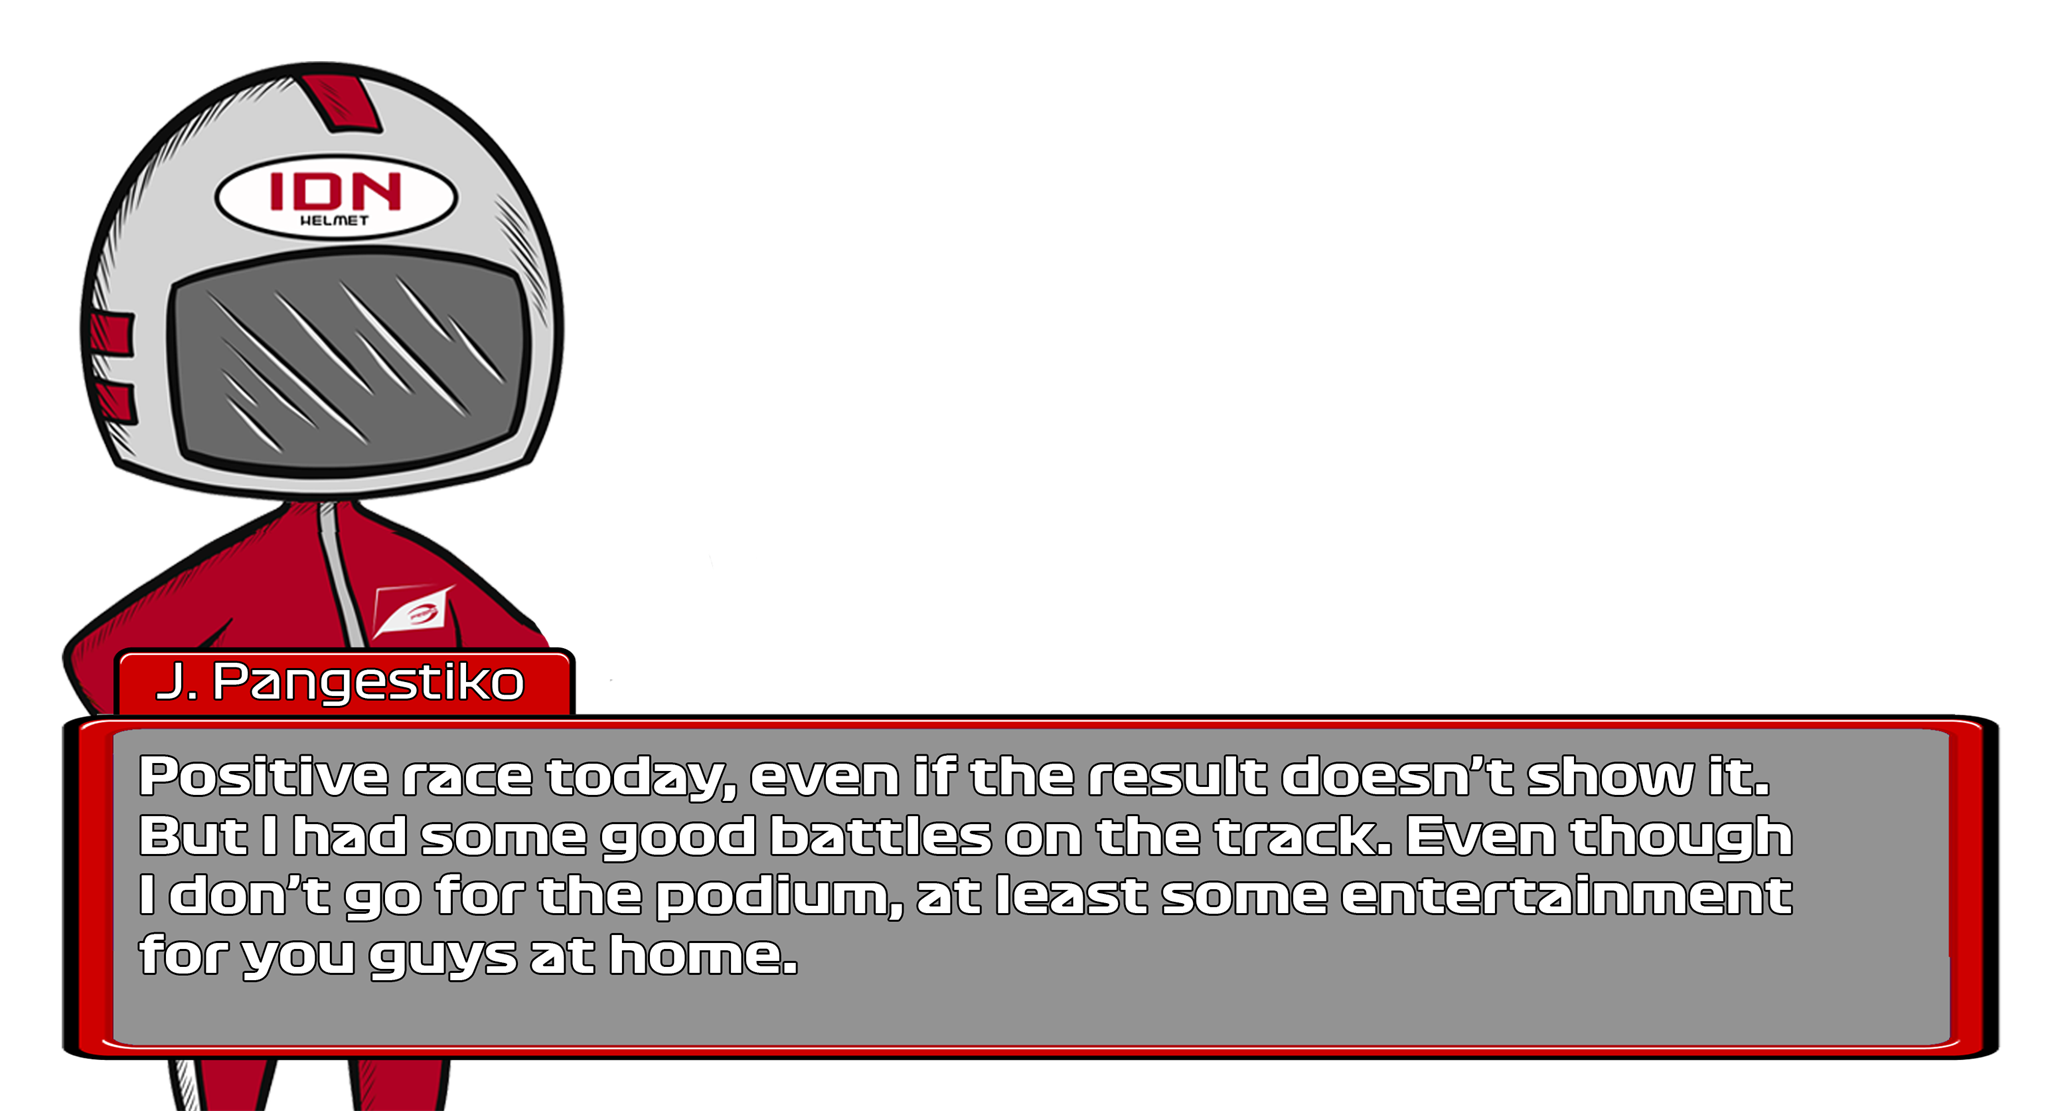 IDN
HELMET
J. Pangestiko
Positive race today, even if the result doesn't show it.
But I had some good battles on the track. Even though
I don't go for the podium, at least some entertainment
for you guys at home.